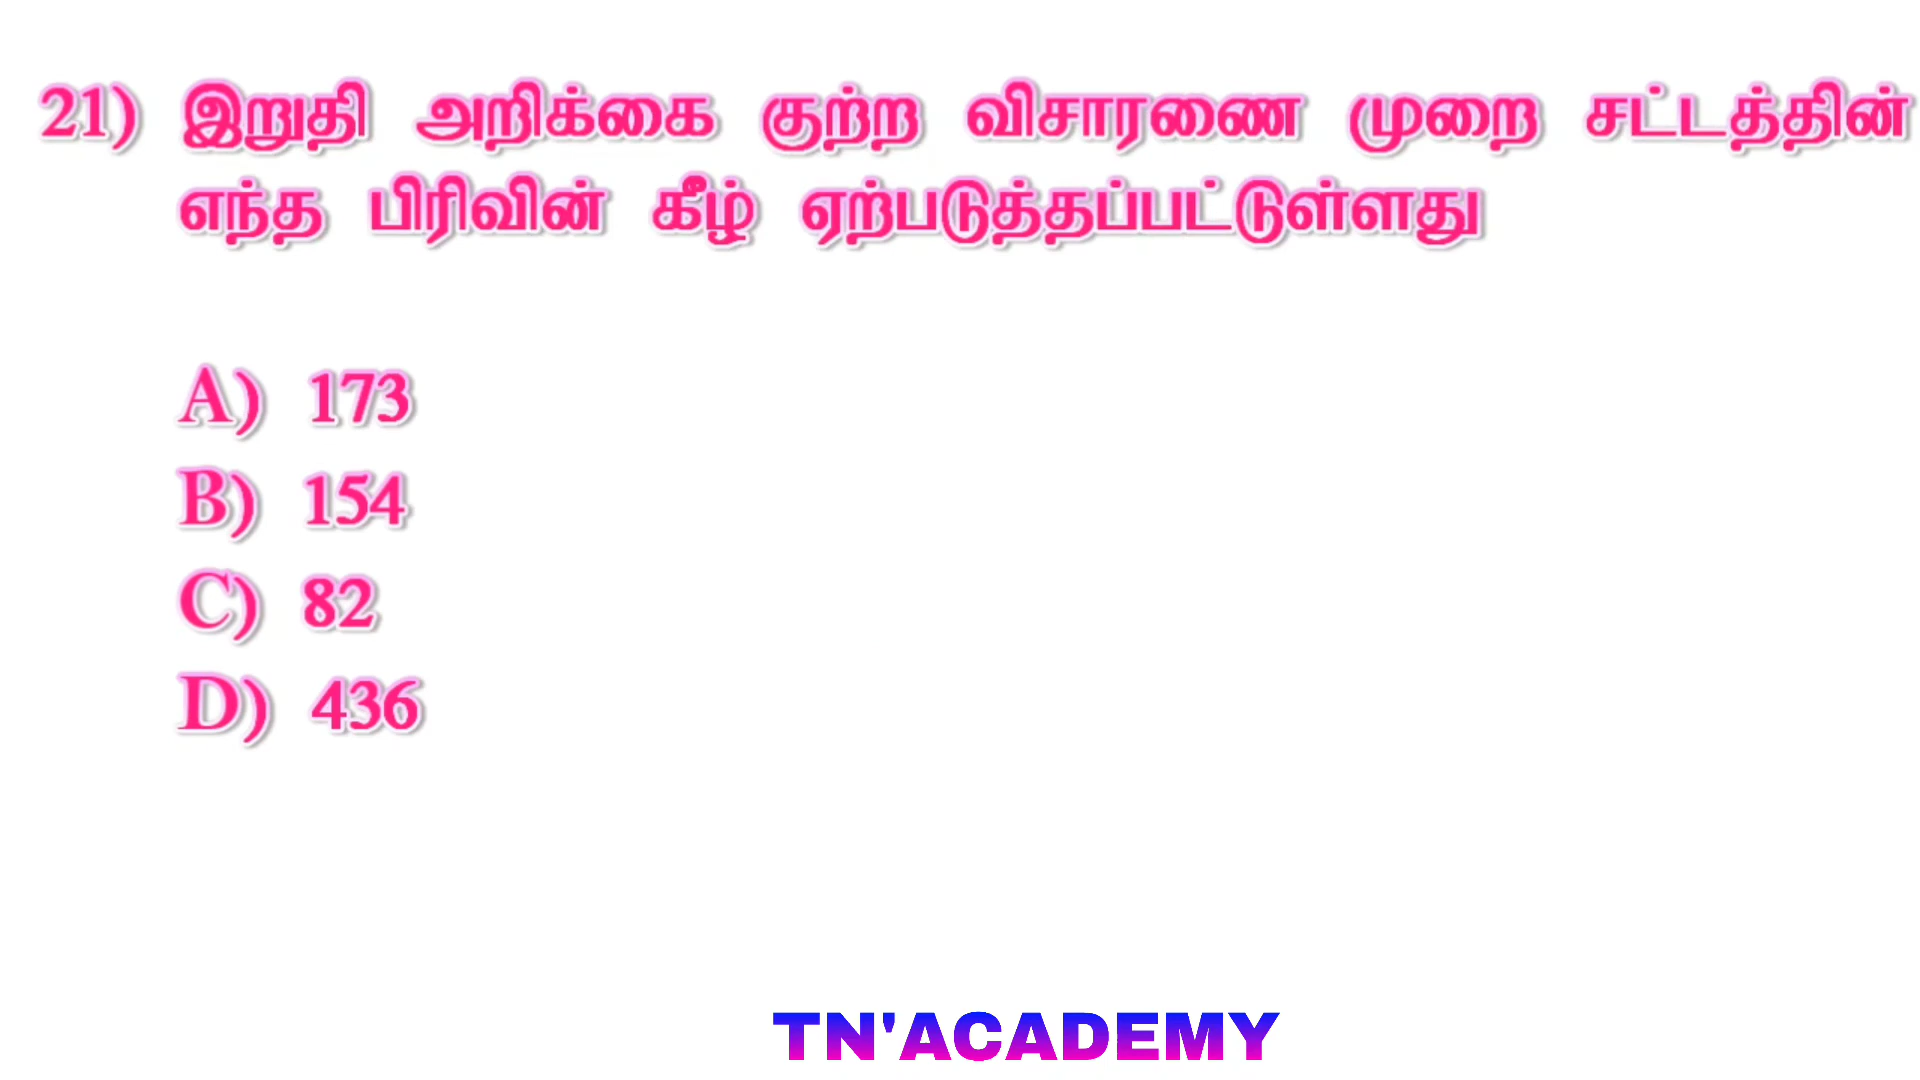 21) இறுதி அறிக்கை குற்ற விசாரணை முறை சட்டத்தின்
எந்த பிரிவின் கீழ் ஏற்படுத்தப்பட்டுள்ளது
A) 173
B) 154
C) 82
D) 436
TN'ACADEMY